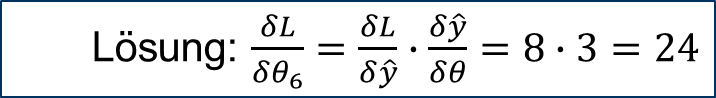 Lösung: δL/δθ₆ = δL/δŷ · δŷ/δθ = 8 · 3 = 24